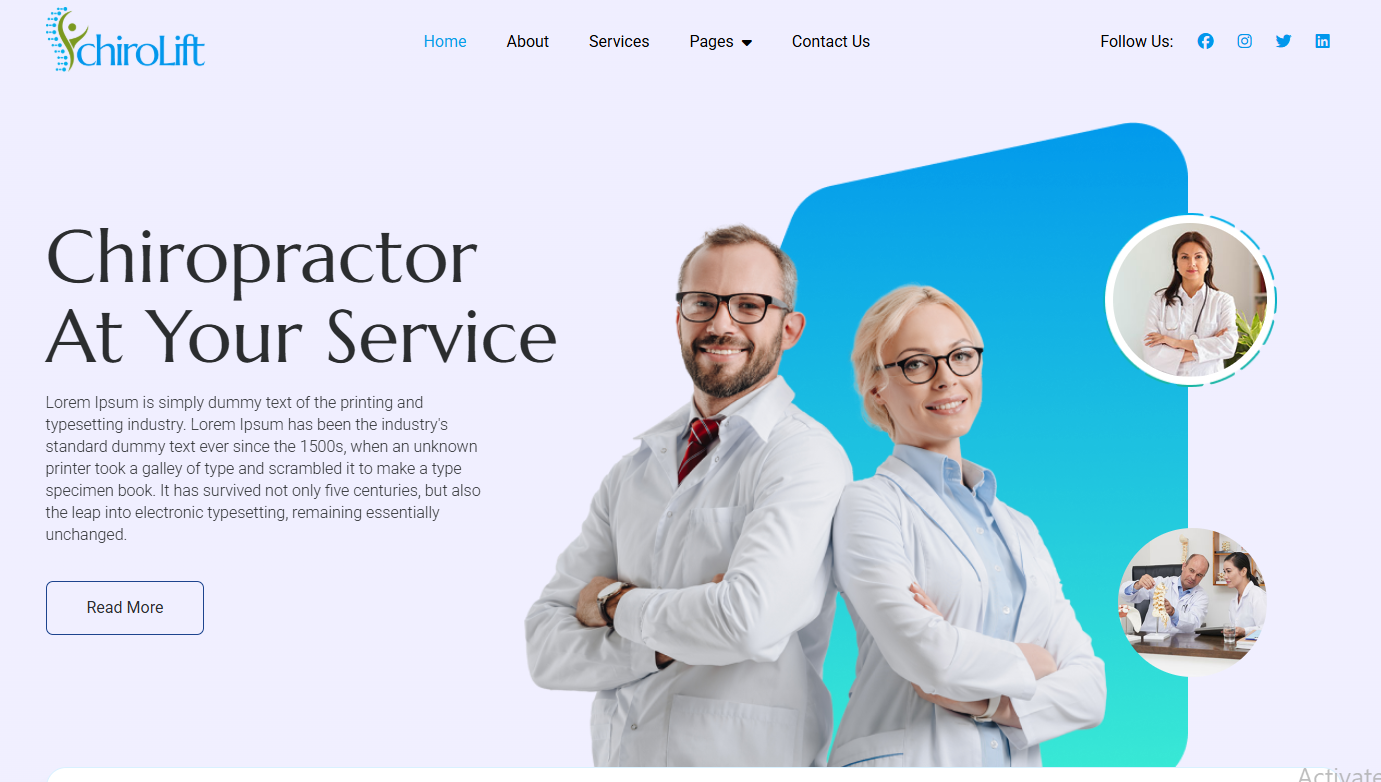 chiroLift
Home About Services Pages Contact Us Follow Us:
Chiropractor
At Your Service
Lorem Ipsum is simply dummy text of the printing and
typesetting industry. Lorem Ipsum has been the industry's
standard dummy text ever since the 1500s, when an unknown
printer took a galley of type and scrambled it to make a type
specimen book. It has survived not only five centuries, but also
the leap into electronic typesetting, remaining essentially
unchanged.
Read More
Activate